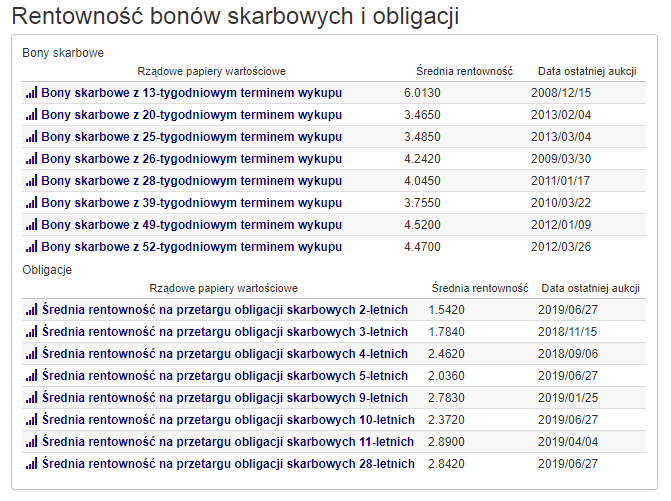 Rentowność bonów skarbowych i obligacji
Bony skarbowe
Rządowe papiery wartościowe Średnia rentowność Data ostatniej aukcji
Bony skarbowe z 13-tygodniowym terminem wykupu 6.0130 2008/12/15
Bony skarbowe z 20-tygodniowym terminem wykupu 3.4650 2013/02/04
Bony skarbowe z 25-tygodniowym terminem wykupu 3.4850 2013/03/04
Bony skarbowe z 26-tygodniowym terminem wykupu 4.2420 2009/03/30
Bony skarbowe z 28-tygodniowym terminem wykupu 4.0450 2011/01/17
Bony skarbowe z 39-tygodniowym terminem wykupu 3.7550 2010/03/22
Bony skarbowe z 49-tygodniowym terminem wykupu 4.5200 2012/01/09
Bony skarbowe z 52-tygodniowym terminem wykupu 4.4700 2012/03/26
Obligacje
Rządowe papiery wartościowe Średnia rentowność Data ostatniej aukcji
Średnia rentowność na przetargu obligacji skarbowych 2-letnich 1.5420 2019/06/27
Średnia rentowność na przetargu obligacji skarbowych 3-letnich 1.7840 2018/11/15
Średnia rentowność na przetargu obligacji skarbowych 4-letnich 2.4620 2018/09/06
Średnia rentowność na przetargu obligacji skarbowych 5-letnich 2.0360 2019/06/27
Średnia rentowność na przetargu obligacji skarbowych 9-letnich 2.7830 2019/01/25
Średnia rentowność na przetargu obligacji skarbowych 10-letnich 2.3720 2019/06/27
Średnia rentowność na przetargu obligacji skarbowych 11-letnich 2.8900 2019/04/04
Średnia rentowność na przetargu obligacji skarbowych 28-letnich 2.8420 2019/06/27